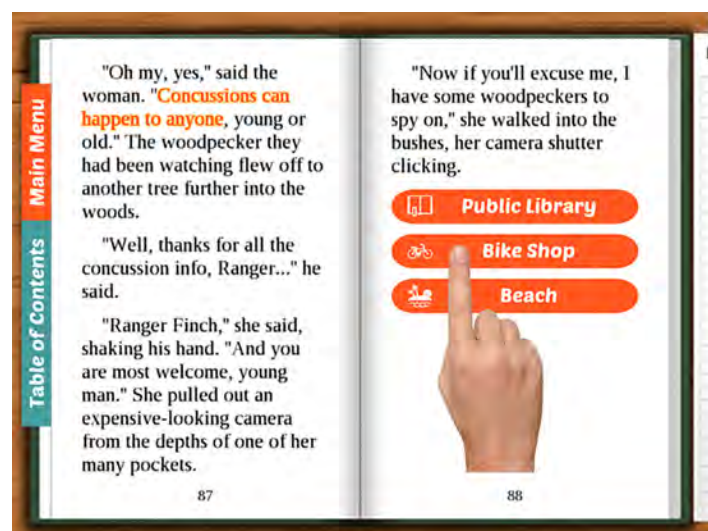 Main Menu
Table of Contents
"Oh my, yes," said the
woman. "Concussions can
happen to anyone, young or
old." The woodpecker they
had been watching flew off to
another tree further into the
woods.
"Well, thanks for all the
concussion info, Ranger..." he
said.
"Ranger Finch," she said,
shaking his hand. "And you
are most welcome, young
man." She pulled out an
expensive-looking camera
from the depths of one of her
many pockets.
87
"Now if you'll excuse me, I
have some woodpeckers to
spy on," she walked into the
bushes, her camera shutter
clicking.
Public Library
Bike Shop
Beach
88